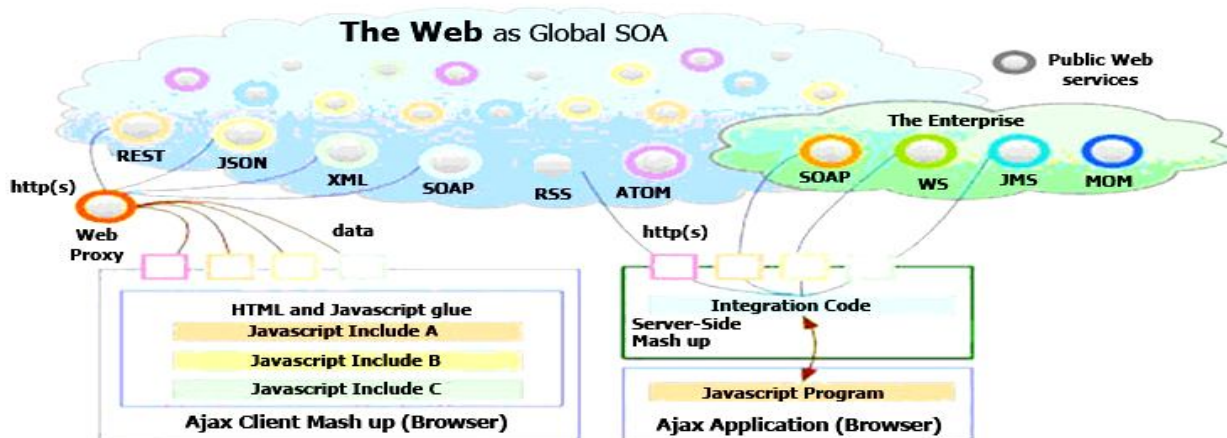 The Web as Global SOA
Public Web
services
The Enterprise
REST
JSON
XML
SOAP
RSS
ATOM
SOAP
WS
JMS
MOM
http(s)
Web
Proxy
data
http(s)
HTML and Javascript glue
Javascript Include A
Javascript Include B
Javascript Include C
Ajax Client Mash up (Browser)
Integration Code
Server-Side
Mash up
Javascript Program
Ajax Application (Browser)